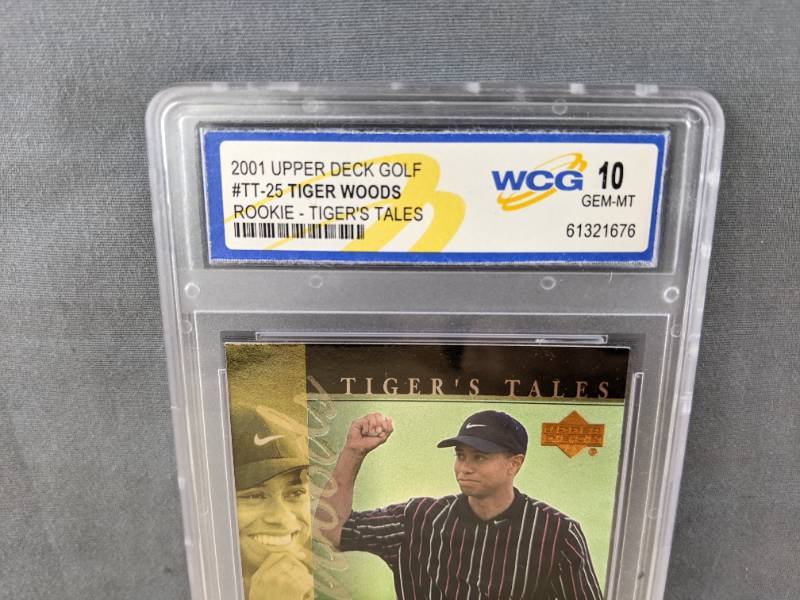 2001 UPPER DECK GOLF
#TT-25 TIGER WOODS
ROOKIE - TIGER'S TALES
WCG 10
GEM-MT
61321676
TIGER'S TALES
UPPER
DECK
Woods